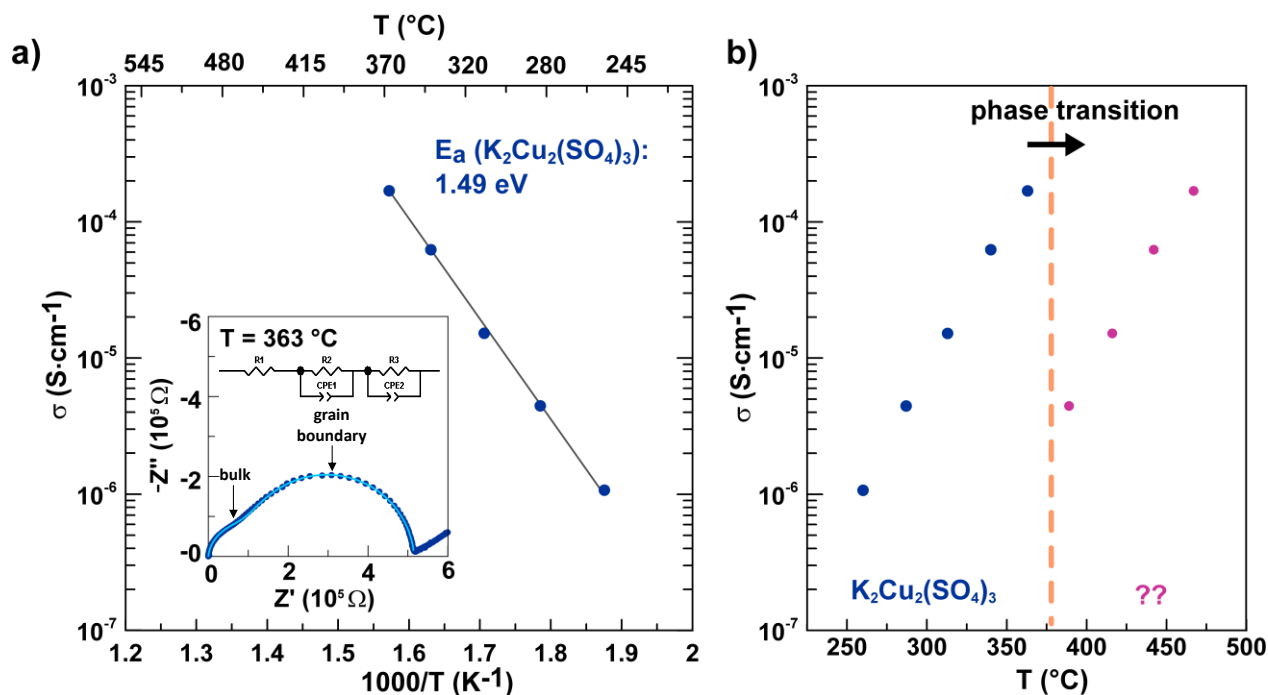 a)
T (°C)
545 480 415 370 320 280 245
10⁻³
10⁻⁴
10⁻⁵
10⁻⁶
10⁻⁷
σ (S·cm-1)
Eₐ (K₂Cu₂(SO₄)₃):
1.49 eV
T = 363 °C
R1 R2 R3
CPE1 CPE2
grain
boundary
bulk
-6
-4
-2
-0
-Z" (10⁵ Ω)
0 2 4 6
Z' (10⁵ Ω)
1.2 1.3 1.4 1.5 1.6 1.7 1.8 1.9 2
1000/T (K⁻¹)
b)
phase transition
10⁻³
10⁻⁴
10⁻⁵
10⁻⁶
10⁻⁷
σ (S·cm-1)
K₂Cu₂(SO₄)₃
??
250 300 350 400 450 500
T (°C)